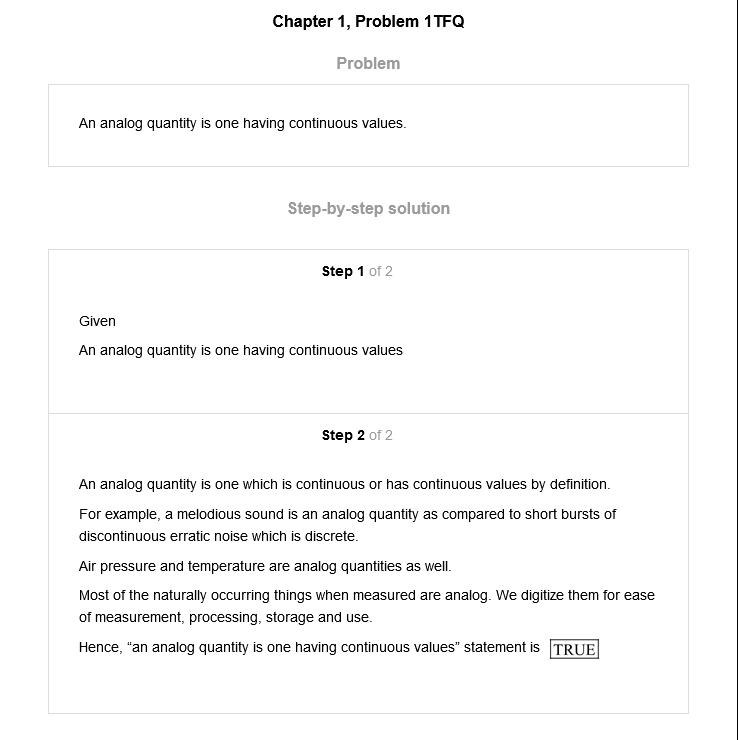 Chapter 1, Problem 1TFQ
Problem
An analog quantity is one having continuous values.
Step-by-step solution
Step 1 of 2
Given
An analog quantity is one having continuous values
Step 2 of 2
An analog quantity is one which is continuous or has continuous values by definition.
For example, a melodious sound is an analog quantity as compared to short bursts of
discontinuous erratic noise which is discrete.
Air pressure and temperature are analog quantities as well.
Most of the naturally occurring things when measured are analog. We digitize them for ease
of measurement, processing, storage and use.
Hence, “an analog quantity is one having continuous values” statement is TRUE